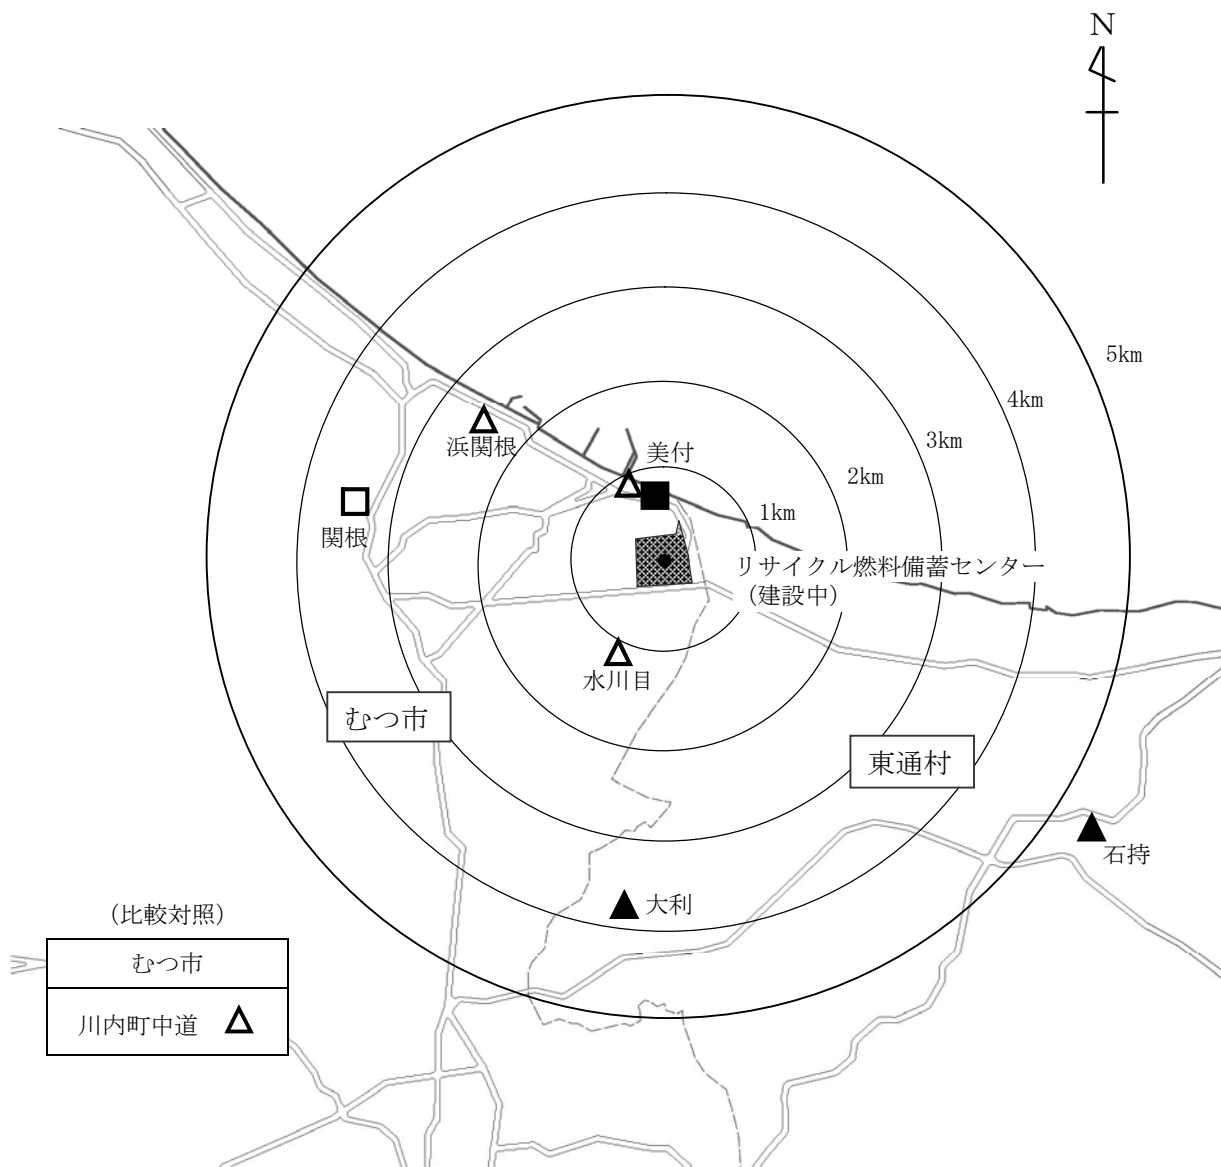 N
5km
4km
3km
2km
1km
浜関根
美付
関根
リサイクル燃料備蓄センター
（建設中）
水川目
むつ市
東通村
石持
大利
（比較対照）
むつ市
川内町中道